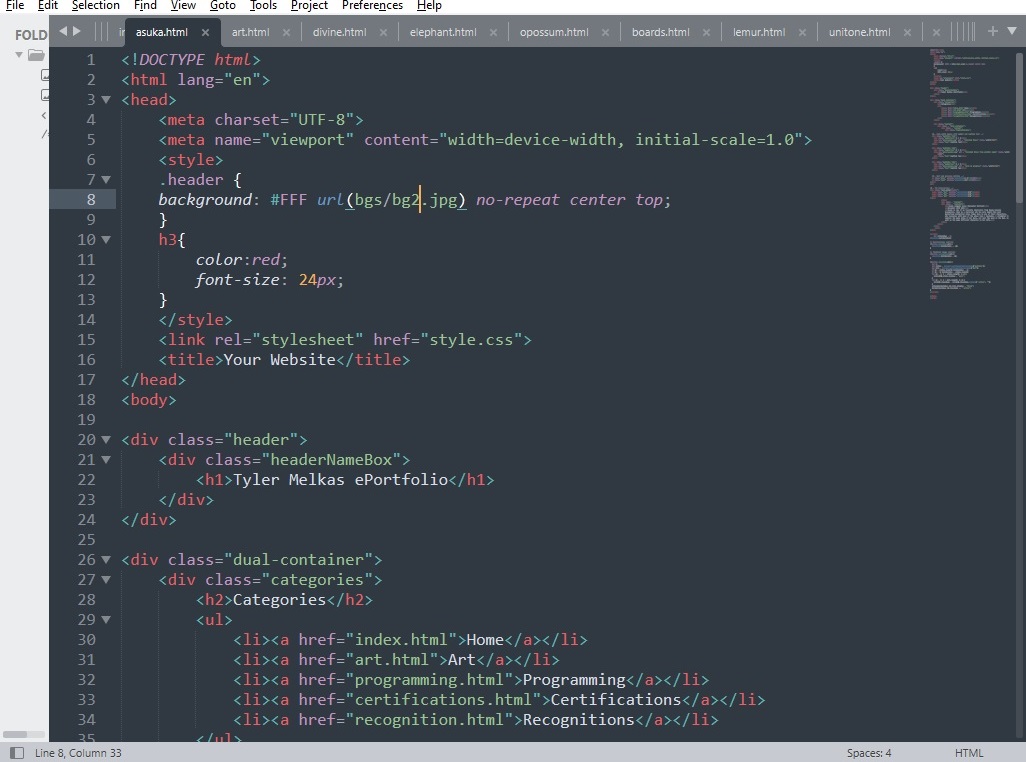 File Edit Selection Find View Goto Tools Project Preferences Help
FOLD
asuka.html × art.html × divine.html × elephant.html × opossum.html × boards.html × lemur.html × unitone.html × × +
1 <!DOCTYPE html>
2 <html lang="en">
3 <head>
4 <meta charset="UTF-8">
5 <meta name="viewport" content="width=device-width, initial-scale=1.0">
6 <style>
7 .header {
8 background: #FFF url(bgs/bg2.jpg) no-repeat center top;
9 }
10 h3{
11 color:red;
12 font-size: 24px;
13 }
14 </style>
15 <link rel="stylesheet" href="style.css">
16 <title>Your Website</title>
17 </head>
18 <body>
19
20 <div class="header">
21 <div class="headerNameBox">
22 <h1>Tyler Melkas ePortfolio</h1>
23 </div>
24 </div>
25
26 <div class="dual-container">
27 <div class="categories">
28 <h2>Categories</h2>
29 <ul>
30 <li><a href="index.html">Home</a></li>
31 <li><a href="art.html">Art</a></li>
32 <li><a href="programming.html">Programming</a></li>
33 <li><a href="certifications.html">Certifications</a></li>
34 <li><a href="recognition.html">Recognitions</a></li>
35 </ul>
Line 8, Column 33 Spaces: 4 HTML